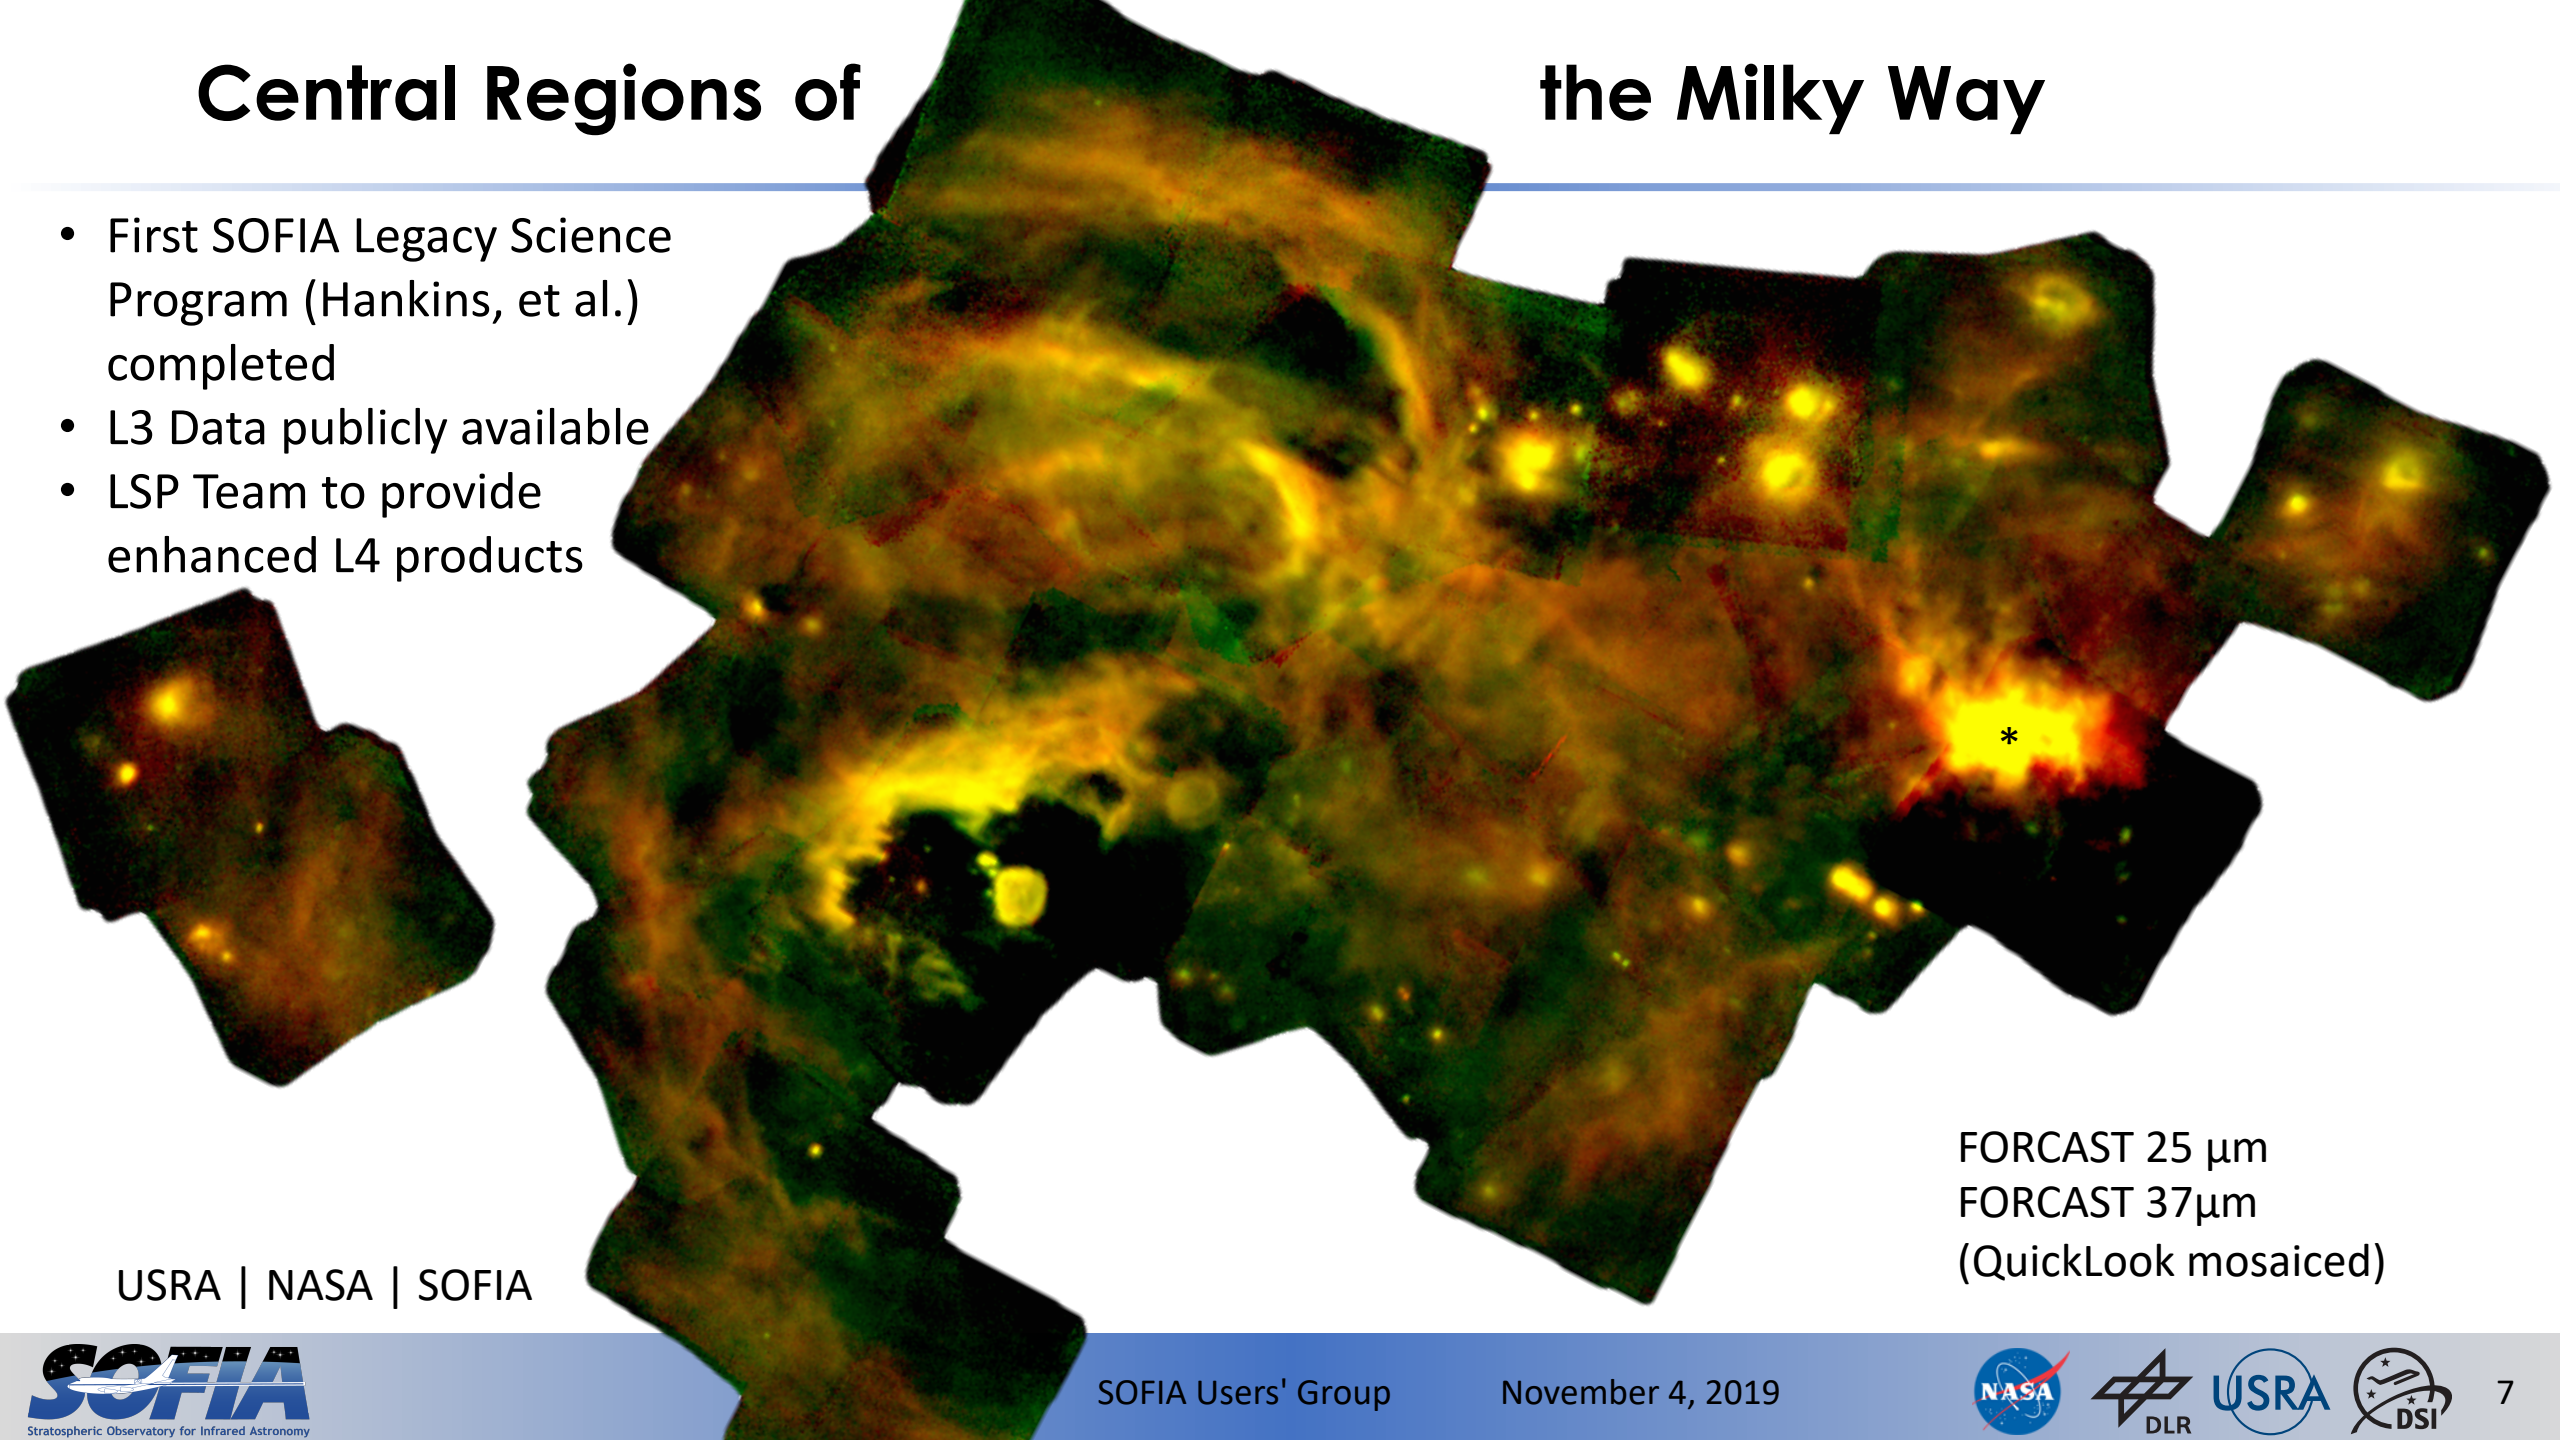 Central Regions of the Milky Way
• First SOFIA Legacy Science
Program (Hankins, et al.)
completed
• L3 Data publicly available
• LSP Team to provide
enhanced L4 products
*
FORCAST 25 µm
FORCAST 37µm
(QuickLook mosaiced)
USRA | NASA | SOFIA
SOFIA
Stratospheric Observatory for Infrared Astronomy
SOFIA Users' Group
November 4, 2019
NASA
DLR
USRA
DSI
7